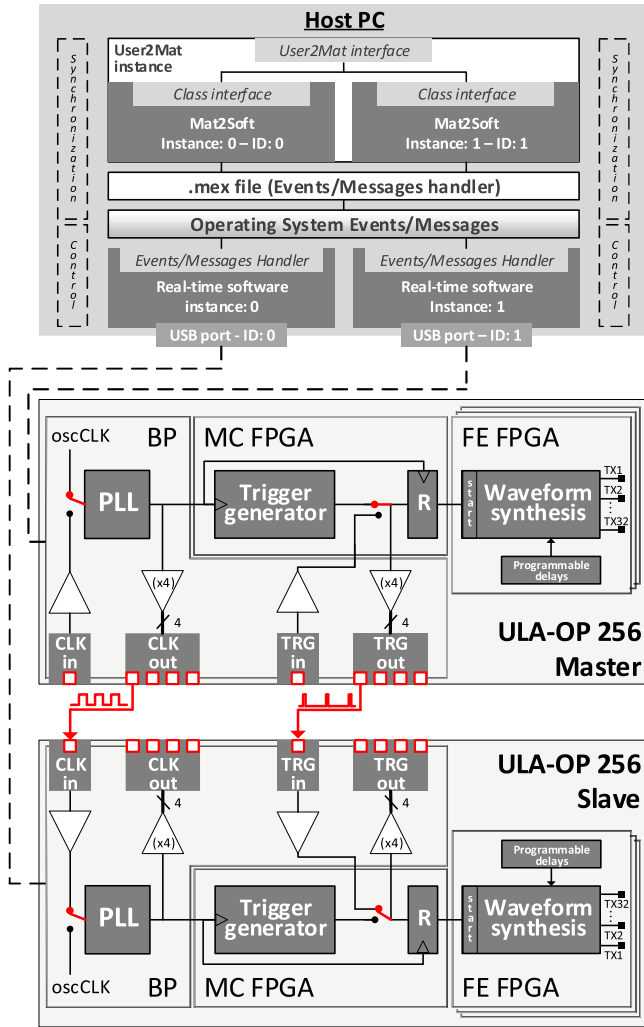 Host PC
User2Mat
instance
User2Mat interface
Synchronization
Synchronization
Class interface
Class interface
Mat2Soft
Instance: 0 – ID: 0
Mat2Soft
Instance: 1 – ID: 1
.mex file (Events/Messages handler)
Operating System Events/Messages
Control
Control
Events/Messages Handler
Events/Messages Handler
Real-time software
instance: 0
Real-time software
Instance: 1
USB port - ID: 0
USB port – ID: 1
oscCLK
BP
MC FPGA
FE FPGA
PLL
Trigger
generator
R
start
Waveform
synthesis
TX1
TX2
...
TX32
Programmable
delays
(x4)
(x4)
4
4
CLK
in
CLK
out
TRG
in
TRG
out
ULA-OP 256
Master
CLK
in
CLK
out
TRG
in
TRG
out
ULA-OP 256
Slave
4
4
(x4)
(x4)
Programmable
delays
PLL
Trigger
generator
R
start
Waveform
synthesis
TX32
...
TX2
TX1
oscCLK
BP
MC FPGA
FE FPGA